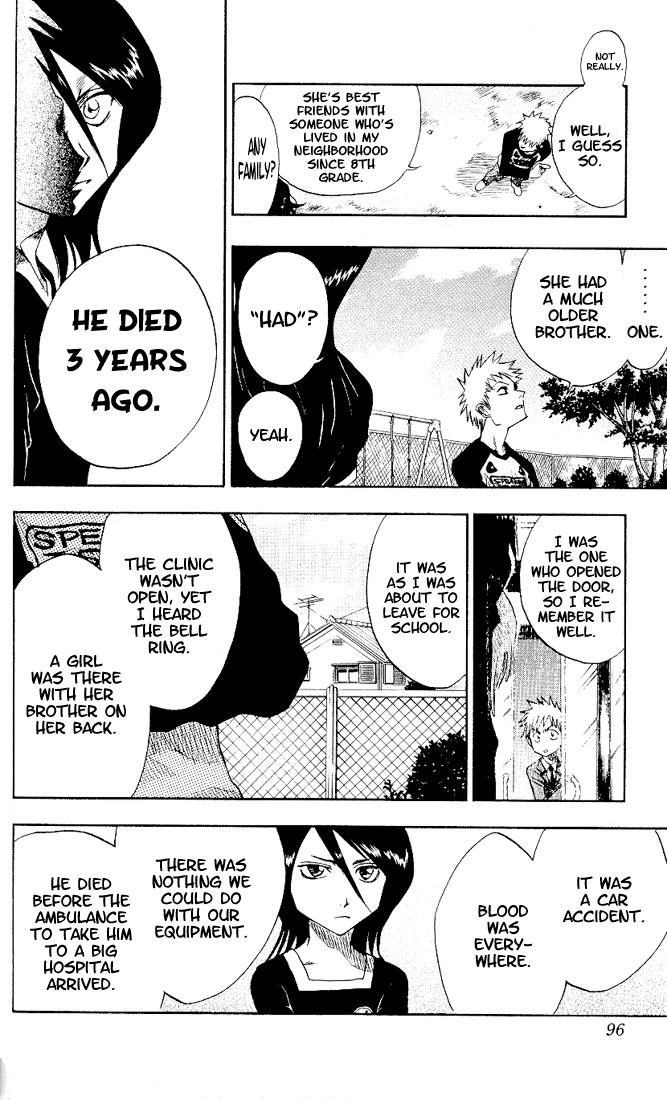 NOT
REALLY.
WELL,
I GUESS
SO.
SHE'S BEST
FRIENDS WITH
SOMEONE WHO'S
LIVED IN MY
NEIGHBORHOOD
SINCE 8TH
GRADE.
ANY
FAMILY?
ONE.
SHE HAD
A MUCH
OLDER
BROTHER.
"HAD"?
YEAH.
HE DIED
3 YEARS
AGO.
I WAS
THE ONE
WHO OPENED
THE DOOR,
SO I RE-
MEMBER IT
WELL.
IT WAS
AS I WAS
ABOUT TO
LEAVE FOR
SCHOOL.
THE CLINIC
WASN'T
OPEN, YET
I HEARD
THE BELL
RING.
SPE
A GIRL
WAS THERE
WITH HER
BROTHER ON
HER BACK.
IT WAS
A CAR
ACCIDENT.
BLOOD
WAS
EVERY-
WHERE.
THERE WAS
NOTHING WE
COULD DO
WITH OUR
EQUIPMENT.
HE DIED
BEFORE THE
AMBULANCE
TO TAKE HIM
TO A BIG
HOSPITAL
ARRIVED.
96